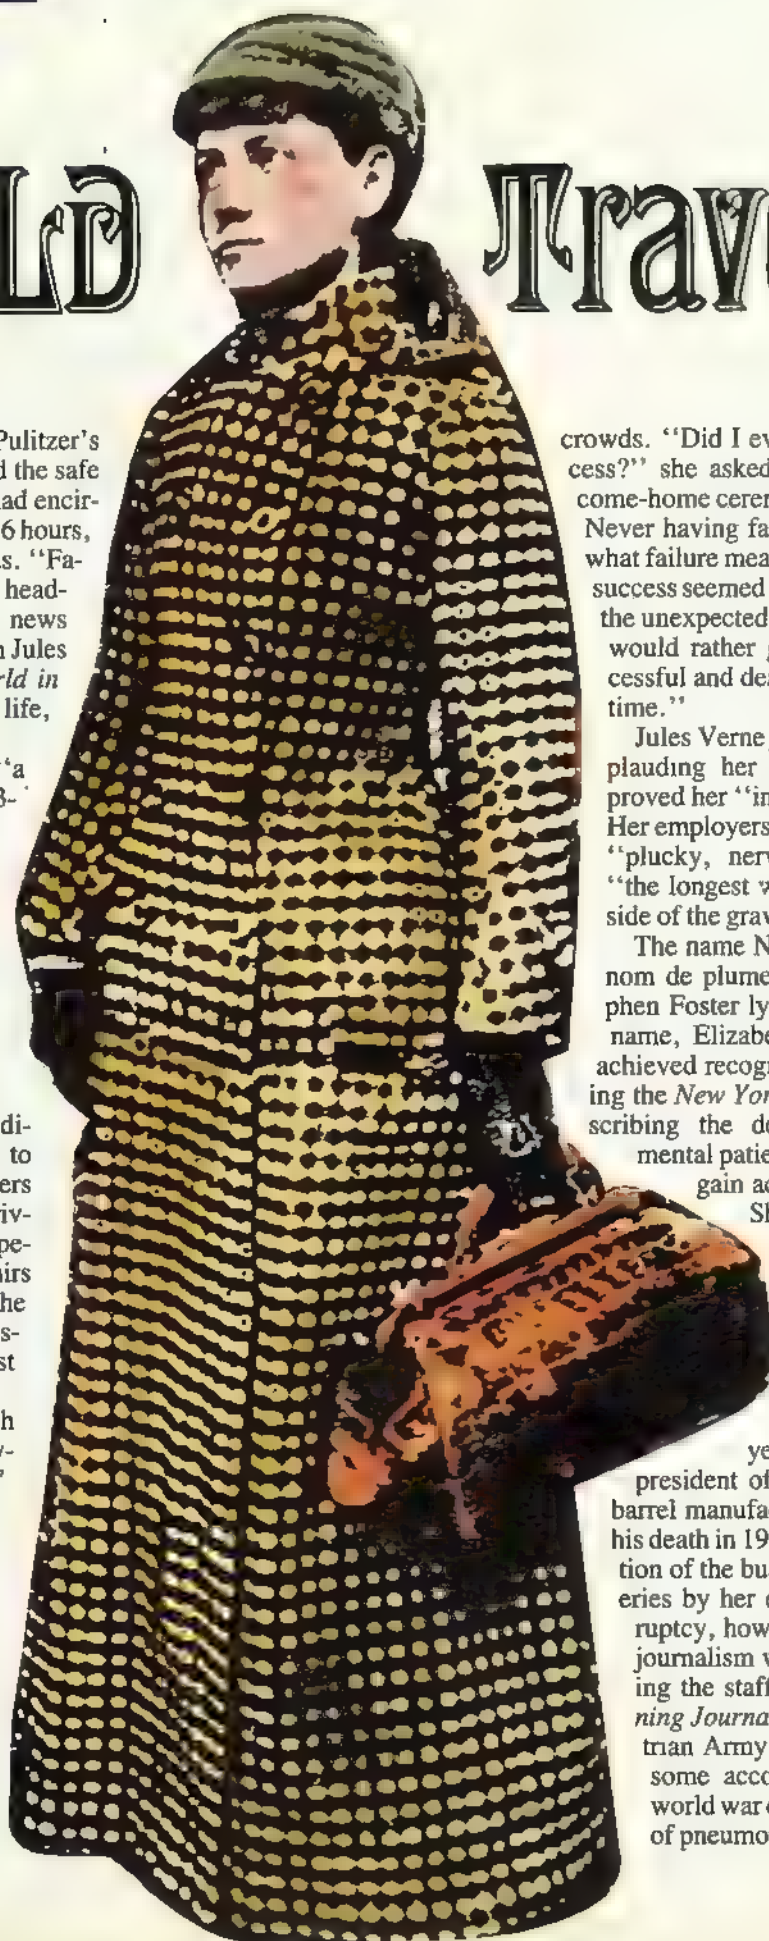 LD Trav
Pulitzer's
d the safe
ad encir-
6 hours,
s. "Fa-
head-
news
n Jules
rld in
life,
"a
3-
di-
to
ers
riv-
pe-
airs
he
s-
st
h
y-
"
crowds. "Did I ev
cess?" she asked
come-home cerer
Never having fa
what failure mea
success seemed
the unexpected
would rather g
cessful and dea
time."
Jules Verne
plauding her
proved her "in
Her employers
"plucky, nerv
"the longest w
side of the grav
The name N
nom de plume
phen Foster ly
name, Elizabe
achieved recogn
ing the New Yor
scribing the de
mental patie
gain ac
Sh
ye
president of
barrel manufa
his death in 19
tion of the bus
eries by her e
ruptcy, how
journalism w
ing the staff
ning Journa
trian Army
some acco
world war
of pneumo